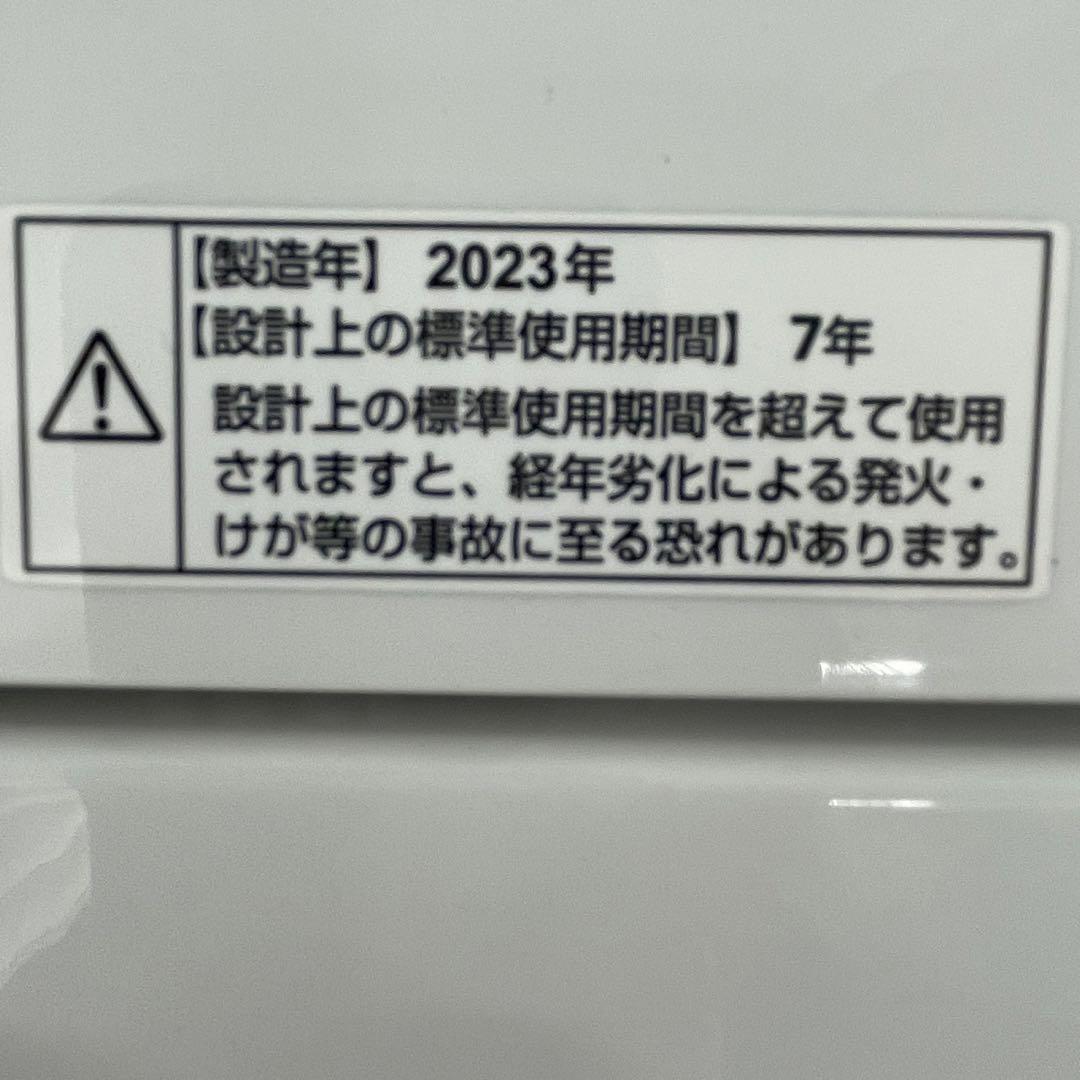 【製造年】 2023年
【設計上の標準使用期間】 7年
設計上の標準使用期間を超えて使用
されますと、経年劣化による発火・
けが等の事故に至る恐れがあります。